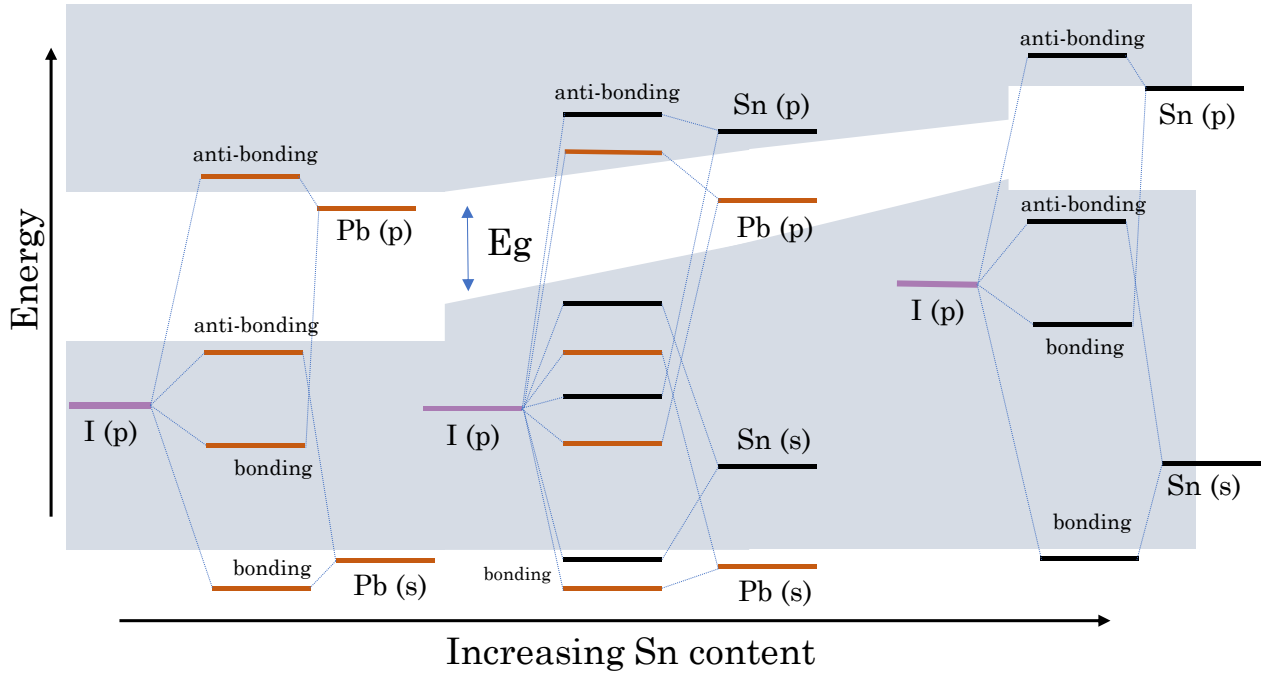 Energy
anti-bonding
Pb (p)
anti-bonding
I (p)
bonding
bonding
Pb (s)
Eg
anti-bonding
Sn (p)
Pb (p)
I (p)
Sn (s)
bonding
Pb (s)
anti-bonding
Sn (p)
anti-bonding
I (p)
bonding
Sn (s)
bonding
Increasing Sn content